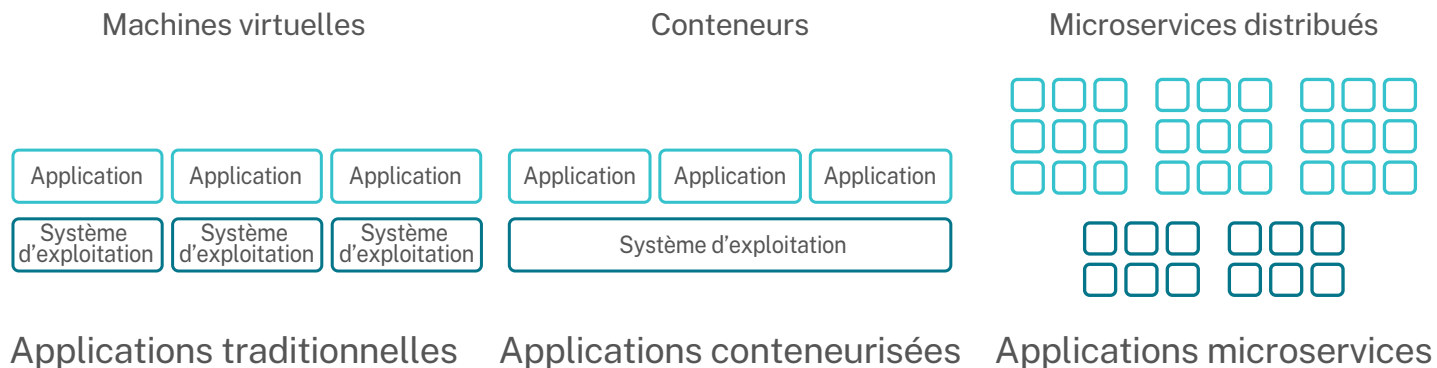 Machines virtuelles
Conteneurs
Microservices distribués
Application
Application
Application
Application
Application
Application
Système
d’exploitation
Système
d’exploitation
Système
d’exploitation
Système d’exploitation
Applications traditionnelles
Applications conteneurisées
Applications microservices